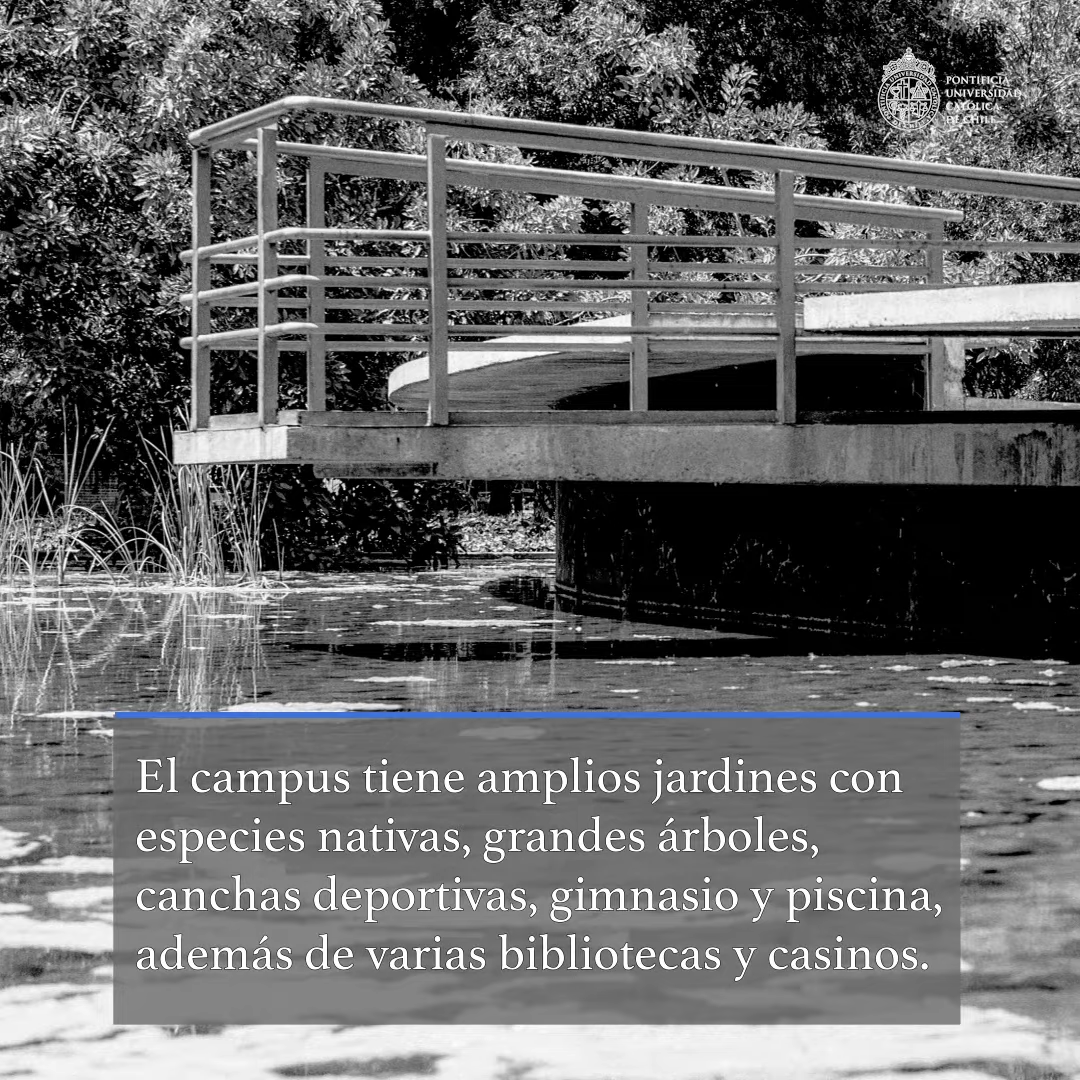 PONTIFICIA
UNIVERSIDAD
CATÓLICA
DE CHILE
El campus tiene amplios jardines con
especies nativas, grandes árboles,
canchas deportivas, gimnasio y piscina,
además de varias bibliotecas y casinos.